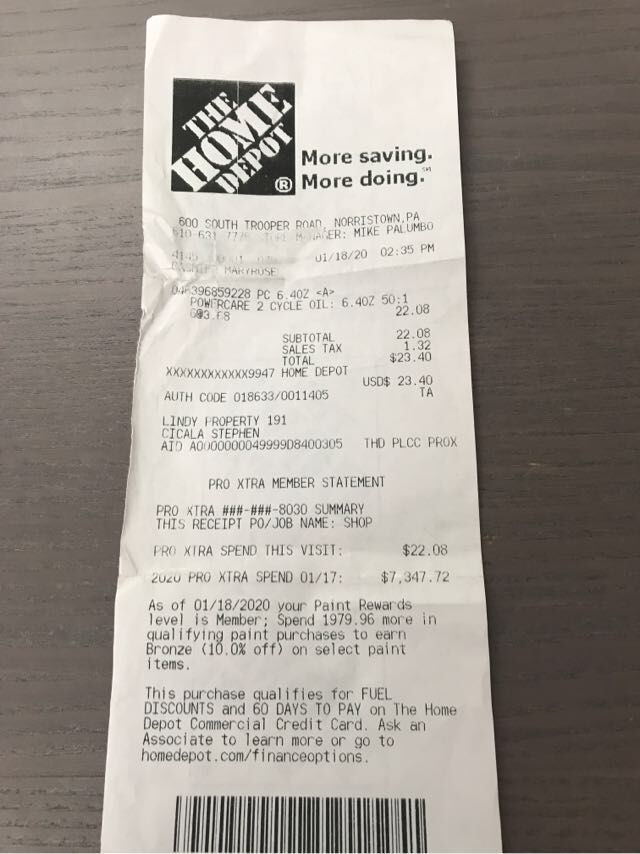 THE
HOME
DEPOT
®
More saving.
More doing.℠
600 SOUTH TROOPER ROAD, NORRISTOWN,PA
MIKE PALUMBO
01/18/20 02:35 PM
MARYRUSE
046396859228 PC 6.4OZ <A>
POWERCARE 2 CYCLE OIL: 6.4OZ 50:1
22.08
SUBTOTAL 22.08
SALES TAX 1.32
TOTAL $23.40
XXXXXXXXXXXX9947 HOME DEPOT
USD$ 23.40
AUTH CODE 018633/0011405 TA
LINDY PROPERTY 191
CICALA STEPHEN
AID A0000000049999D8400305 THD PLCC PROX
PRO XTRA MEMBER STATEMENT
PRO XTRA ###-###-8030 SUMMARY
THIS RECEIPT PO/JOB NAME: SHOP
PRO XTRA SPEND THIS VISIT: $22.08
2020 PRO XTRA SPEND 01/17: $7,347.72
As of 01/18/2020 your Paint Rewards
level is Member; Spend 1979.96 more in
qualifying paint purchases to earn
Bronze (10.0% off) on select paint
items.
This purchase qualifies for FUEL
DISCOUNTS and 60 DAYS TO PAY on The Home
Depot Commercial Credit Card. Ask an
Associate to learn more or go to
homedepot.com/financeoptions.